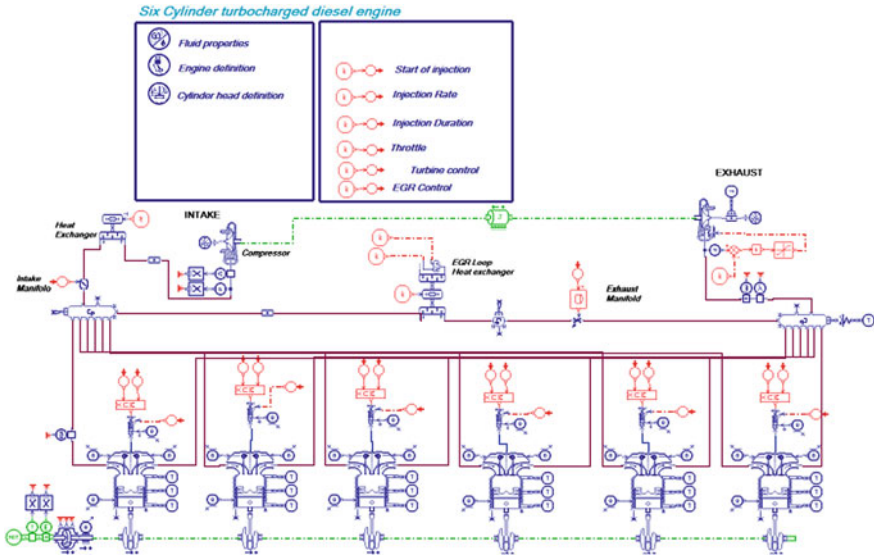 Six Cylinder turbocharged diesel engine
Fluid properties
Engine definition
Cylinder head definition
Start of injection
Injection Rate
Injection Duration
Throttle
Turbine control
EGR Control
EXHAUST
INTAKE
Heat
Exchanger
Compressor
EGR Loop
Heat exchanger
Intake
Manifolo
Exhaust
Manifold